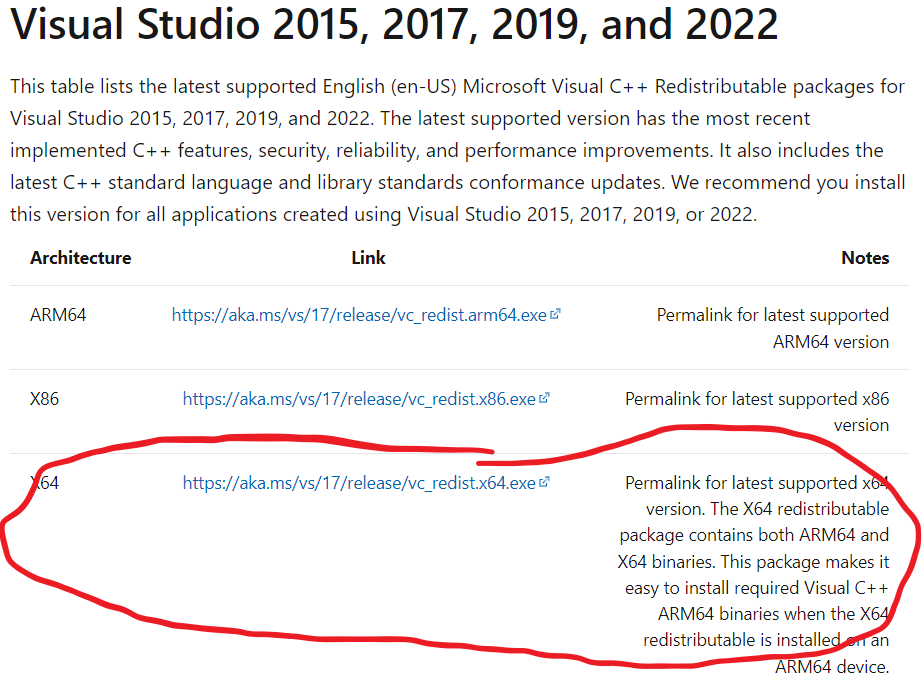 Visual Studio 2015, 2017, 2019, and 2022
This table lists the latest supported English (en-US) Microsoft Visual C++ Redistributable packages for
Visual Studio 2015, 2017, 2019, and 2022. The latest supported version has the most recent
implemented C++ features, security, reliability, and performance improvements. It also includes the
latest C++ standard language and library standards conformance updates. We recommend you install
this version for all applications created using Visual Studio 2015, 2017, 2019, or 2022.
Architecture Link Notes
ARM64 https://aka.ms/vs/17/release/vc_redist.arm64.exe Permalink for latest supported
ARM64 version
X86 https://aka.ms/vs/17/release/vc_redist.x86.exe Permalink for latest supported x86
version
X64 https://aka.ms/vs/17/release/vc_redist.x64.exe Permalink for latest supported x64
version. The X64 redistributable
package contains both ARM64 and
X64 binaries. This package makes it
easy to install required Visual C++
ARM64 binaries when the X64
redistributable is installed on an
ARM64 device.